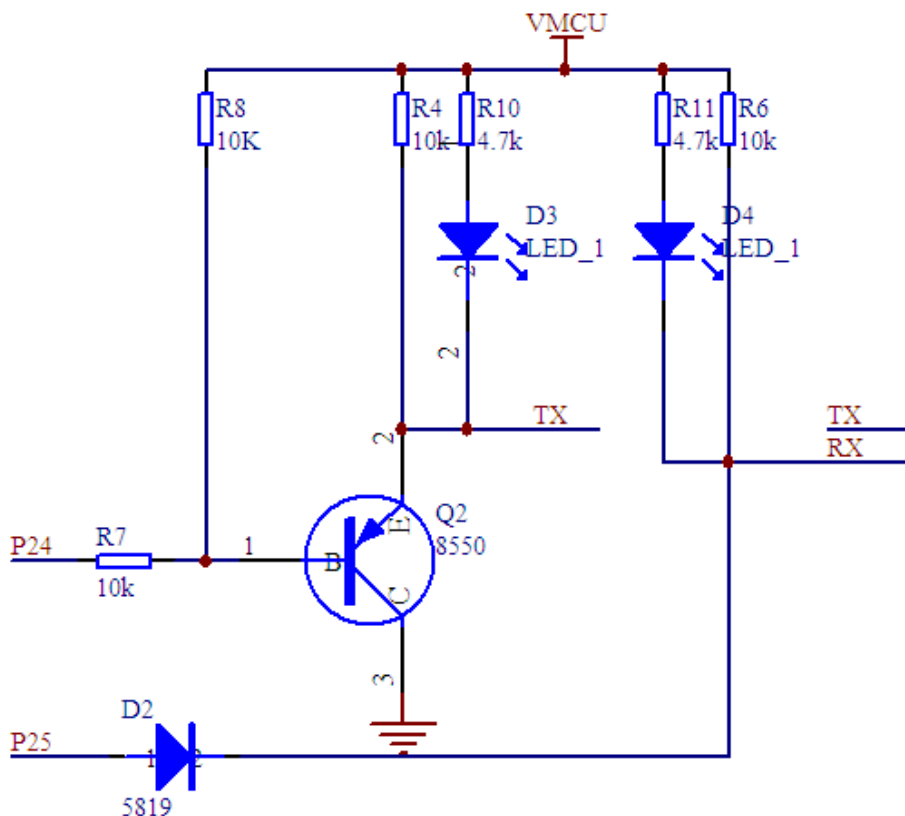 VMCU
R8
10K
R4
10k
R10
4.7k
R11
4.7k
R6
10k
D3
LED_1
D4
LED_1
2
2
TX
TX
RX
2
E
Q2
8550
P24
R7
10k
1
B
C
3
D2
P25
1
2
5819